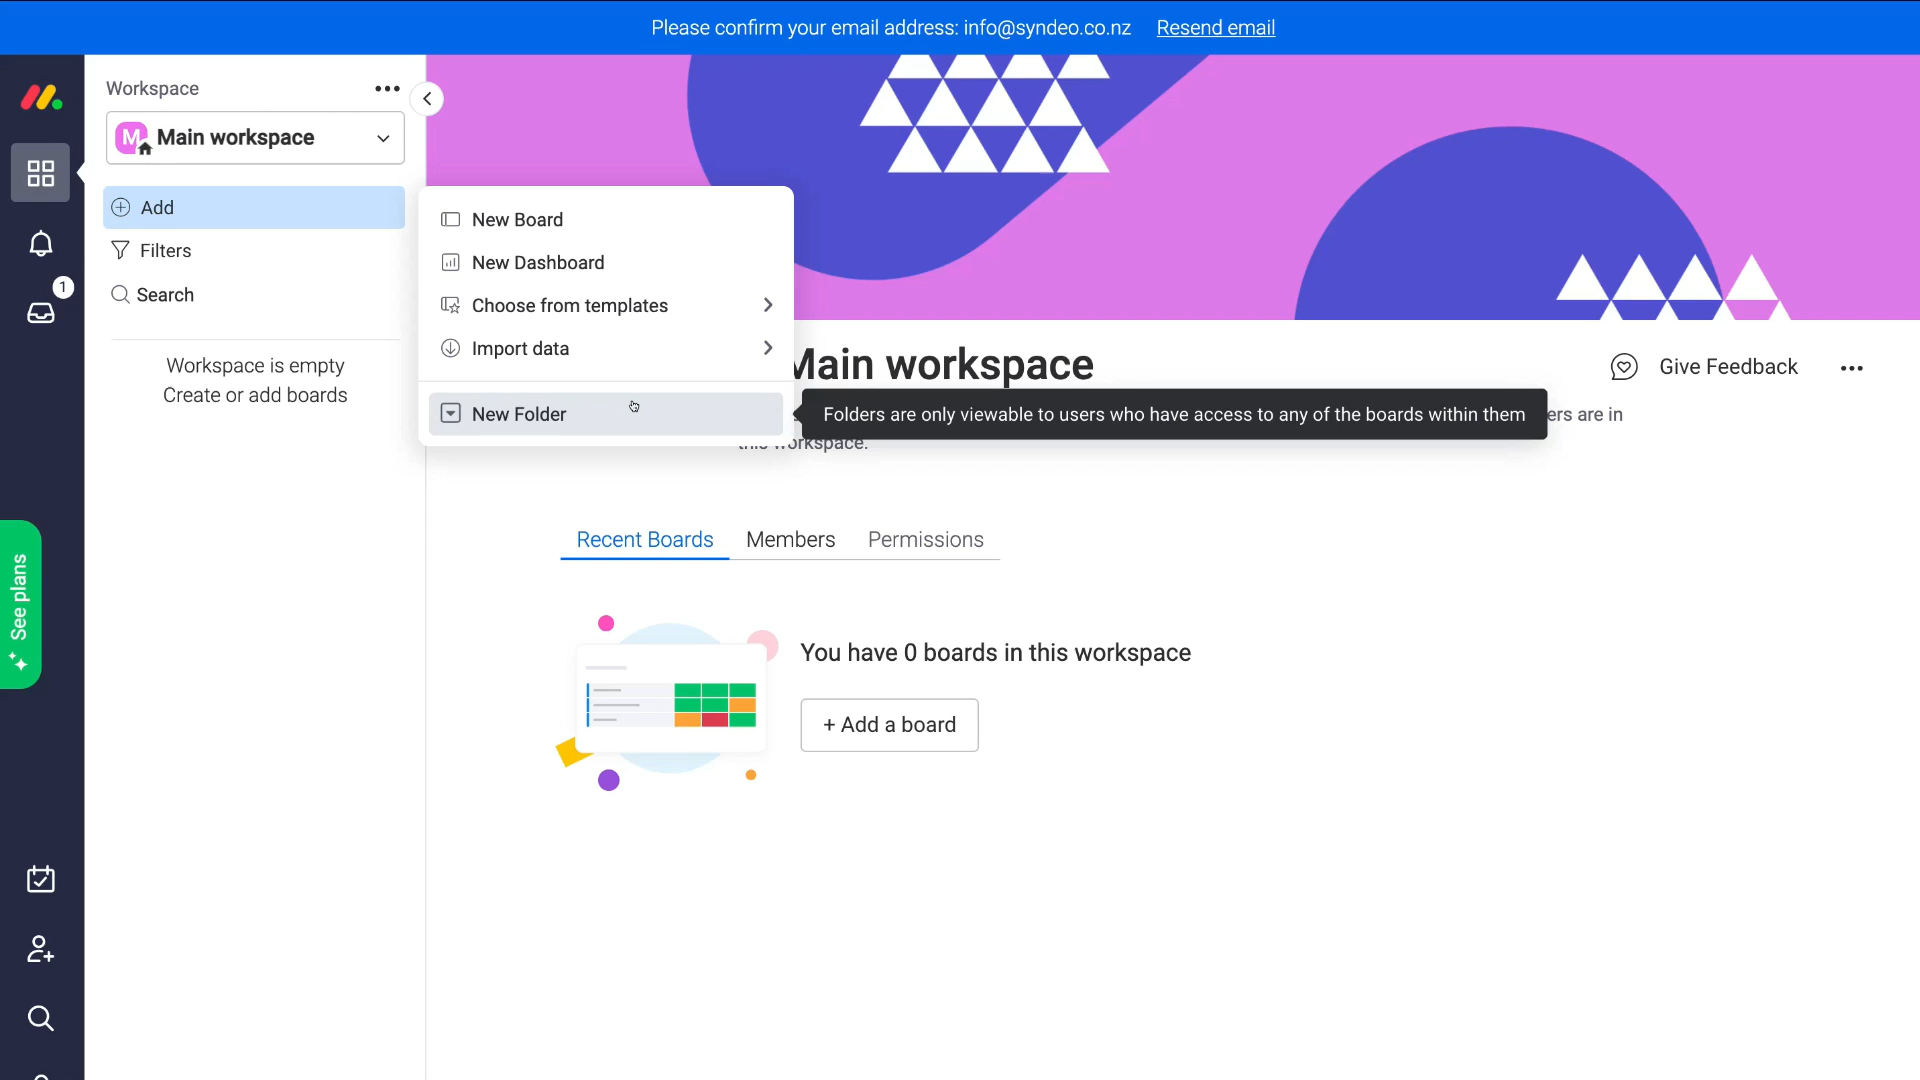 Please confirm your email address: info@syndeo.co.nz Resend email
Workspace
M Main workspace
Add
Filters
1
Search
Workspace is empty
Create or add boards
New Board
New Dashboard
Choose from templates
Import data
New Folder
Folders are only viewable to users who have access to any of the boards within them
Main workspace
Give Feedback
ers are in
this workspace.
Recent Boards Members Permissions
You have 0 boards in this workspace
+ Add a board
See plans